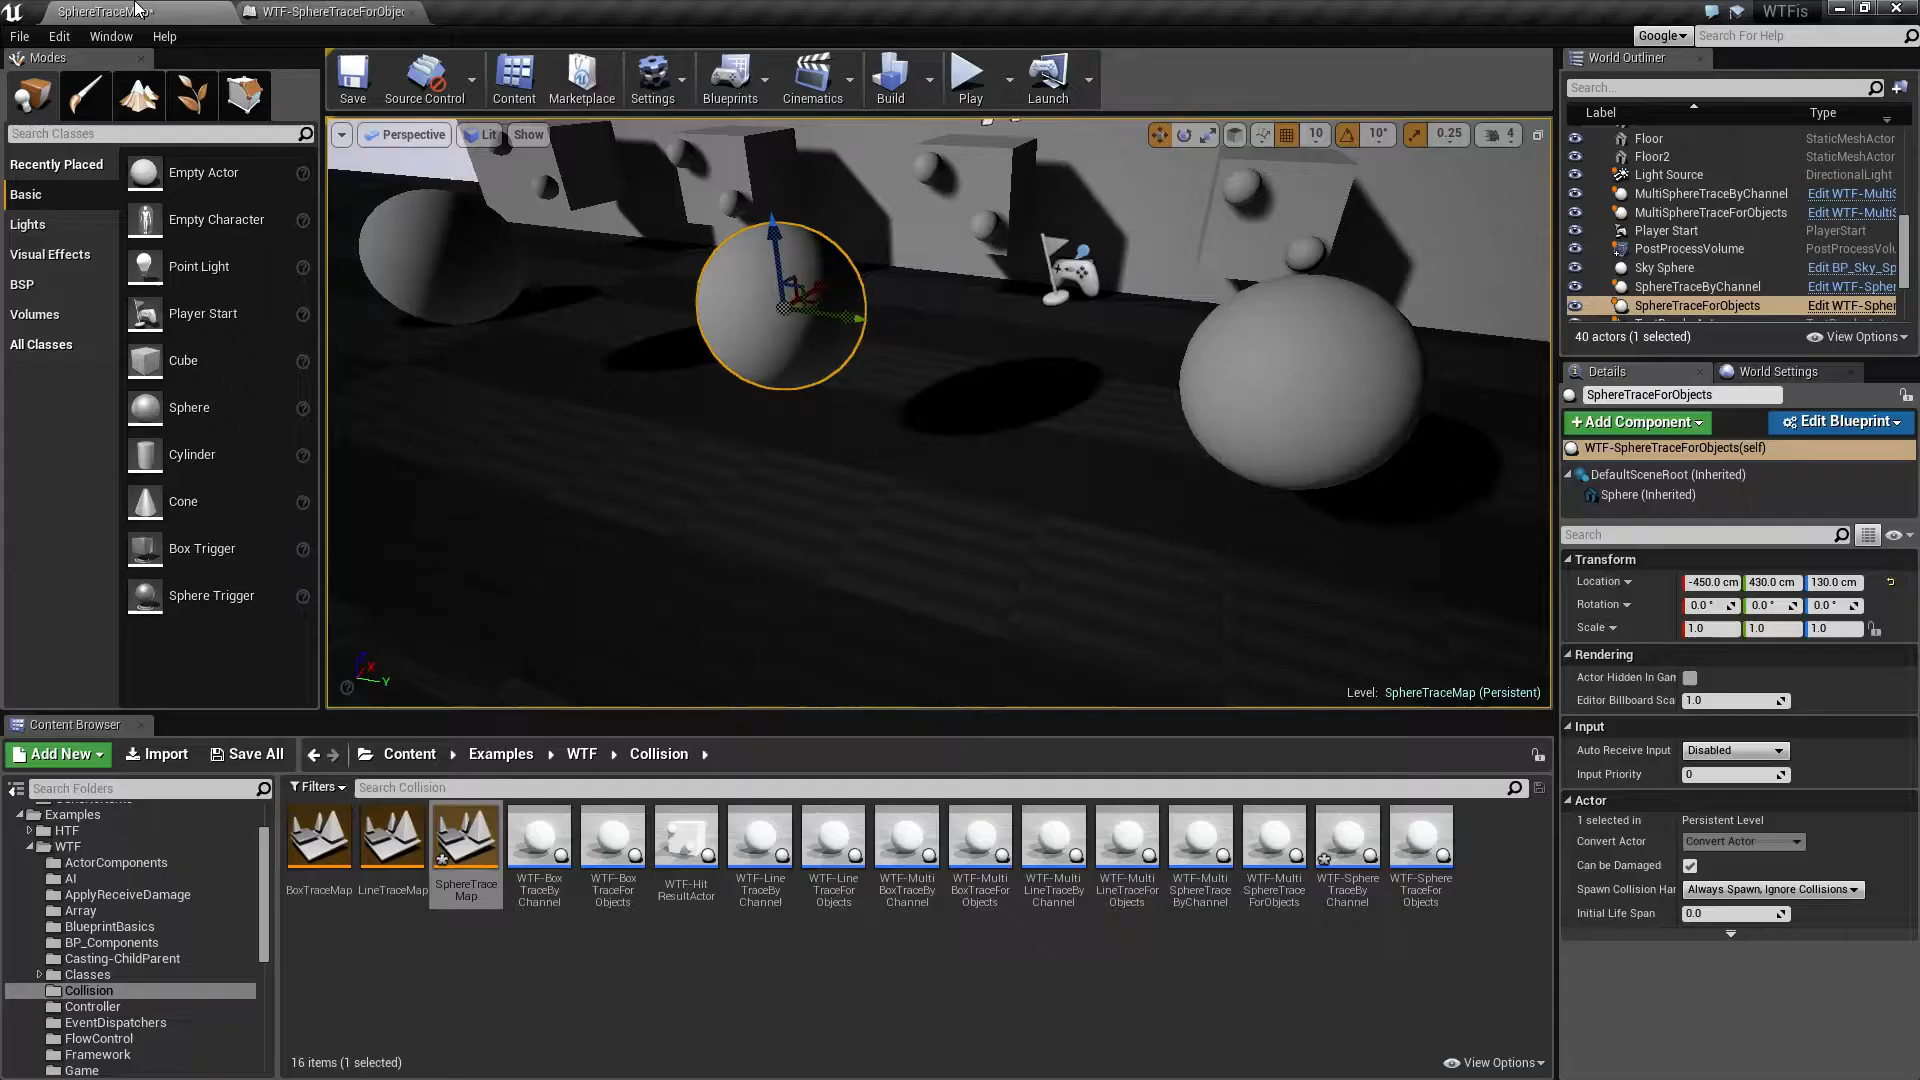 SphereTraceMap*
WTF-SphereTraceForObjec
WTFis
File Edit Window Help
Google
Search For Help
Modes
Save
Source Control
Content
Marketplace
Settings
Blueprints
Cinematics
Build
Play
Launch
Search Classes
Recently Placed
Basic
Lights
Visual Effects
BSP
Volumes
All Classes
Empty Actor
Empty Character
Point Light
Player Start
Cube
Sphere
Cylinder
Cone
Box Trigger
Sphere Trigger
Perspective
Lit
Show
10
10°
0.25
4
X
Y
Level: SphereTraceMap (Persistent)
World Outliner
Search...
Label Type
Floor StaticMeshActor
Floor2 StaticMeshActor
Light Source DirectionalLight
MultiSphereTraceByChannel Edit WTF-MultiS
MultiSphereTraceForObjects Edit WTF-MultiS
Player Start PlayerStart
PostProcessVolume PostProcessVolu
Sky Sphere Edit BP_Sky_Sp
SphereTraceByChannel Edit WTF-Spher
SphereTraceForObjects Edit WTF-Spher
40 actors (1 selected)
View Options
Details
World Settings
SphereTraceForObjects
+Add Component
Edit Blueprint
WTF-SphereTraceForObjects(self)
DefaultSceneRoot (Inherited)
Sphere (Inherited)
Search
Transform
Location -450.0 cm 430.0 cm 130.0 cm
Rotation 0.0 ° 0.0 ° 0.0 °
Scale 1.0 1.0 1.0
Rendering
Actor Hidden In Gam
Editor Billboard Sca 1.0
Input
Auto Receive Input Disabled
Input Priority 0
Actor
1 selected in Persistent Level
Convert Actor Convert Actor
Can be Damaged
Spawn Collision Han Always Spawn, Ignore Collisions
Initial Life Span 0.0
Content Browser
Add New
Import
Save All
Content
Examples
WTF
Collision
Search Folders
Filters
Search Collision
Examples
HTF
WTF
ActorComponents
AI
ApplyReceiveDamage
Array
BlueprintBasics
BP_Components
Casting-ChildParent
Classes
Collision
Controller
EventDispatchers
FlowControl
Framework
Game
BoxTraceMap
LineTraceMap
SphereTrace
Map
WTF-Box
TraceBy
Channel
WTF-Box
TraceFor
Objects
WTF-Hit
ResultActor
WTF-Line
TraceBy
Channel
WTF-Line
TraceFor
Objects
WTF-Multi
BoxTraceBy
Channel
WTF-Multi
BoxTraceFor
Objects
WTF-Multi
LineTraceBy
Channel
WTF-Multi
LineTraceFor
Objects
WTF-Multi
SphereTrace
ByChannel
WTF-Multi
SphereTrace
ForObjects
WTF-Sphere
TraceBy
Channel
WTF-Sphere
TraceFor
Objects
16 items (1 selected)
View Options